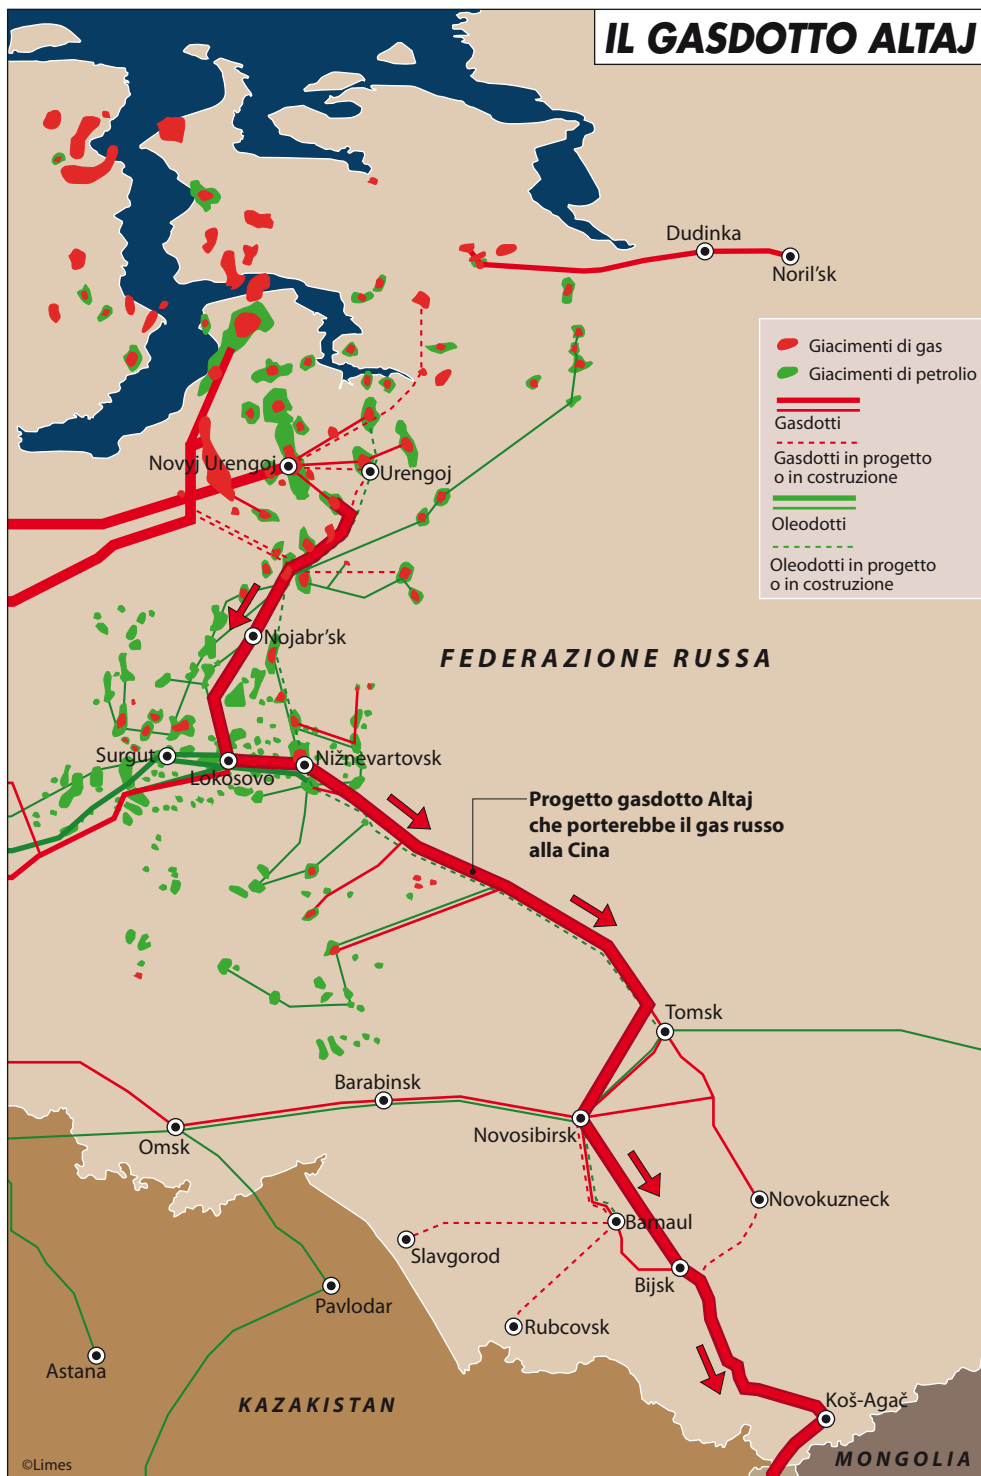 IL GASDOTTO ALTAJ
Dudinka
Noril'sk
Giacimenti di gas
Giacimenti di petrolio
Gasdotti
Gasdotti in progetto
o in costruzione
Oleodotti
Oleodotti in progetto
o in costruzione
Novyj Urengoj
Urengoj
Nojabr'sk
FEDERAZIONE RUSSA
Surgut
Lokosovo
Nižnevartovsk
Progetto gasdotto Altaj
che porterebbe il gas russo
alla Cina
Tomsk
Barabinsk
Omsk
Novosibirsk
Novokuzneck
Barnaul
Slavgorod
Bijsk
Pavlodar
Rubcovsk
Astana
KAZAKISTAN
Koš-Agač
MONGOLIA
©Limes